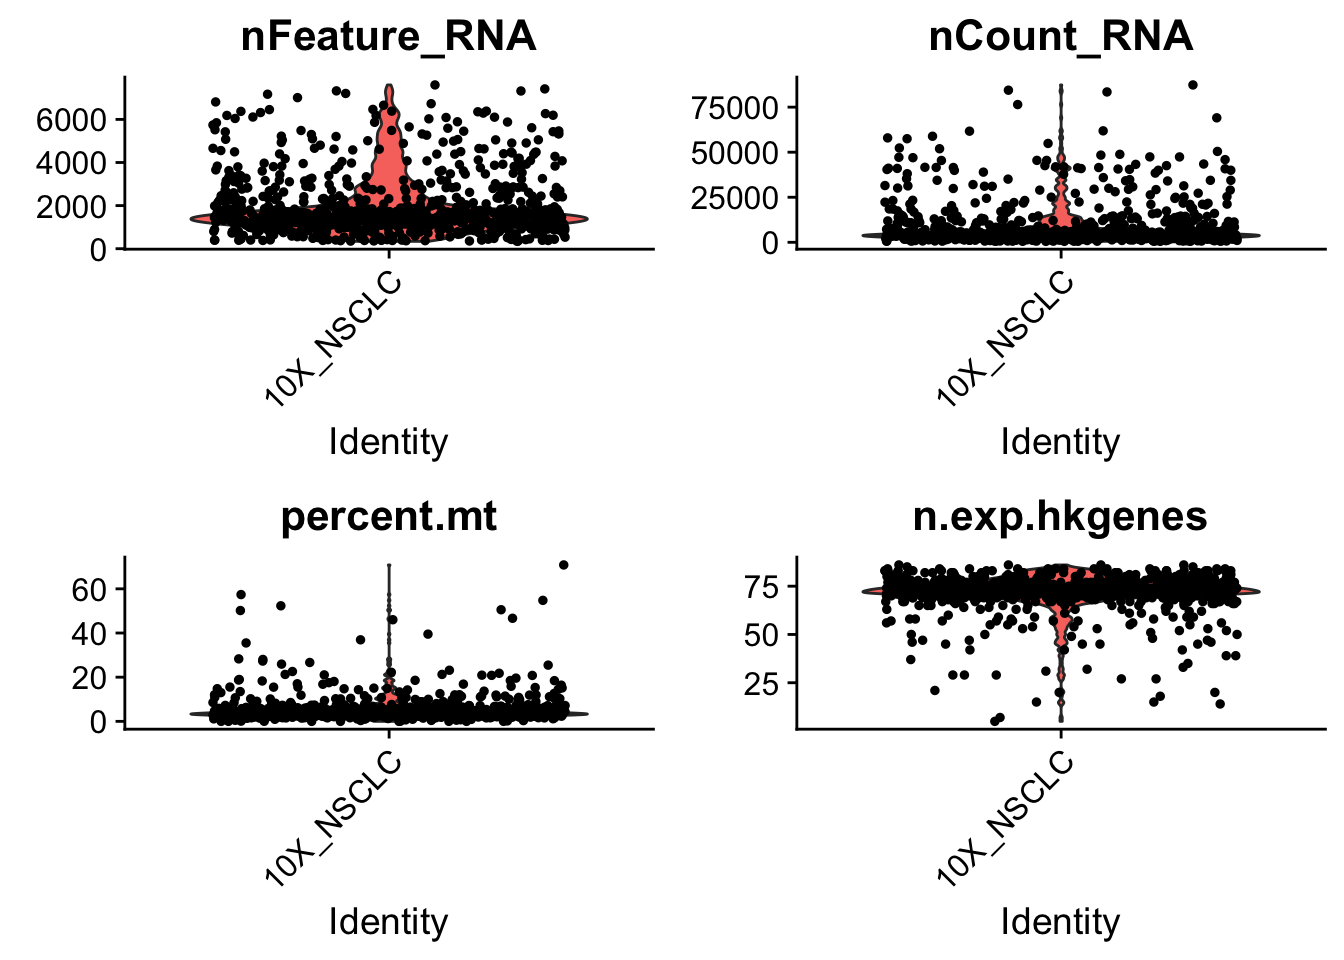 nFeature_RNA
6000
4000
2000
0
10X_NSCLC
Identity
nCount_RNA
75000
50000
25000
0
10X_NSCLC
Identity
percent.mt
60
40
20
0
10X_NSCLC
Identity
n.exp.hkgenes
75
50
25
10X_NSCLC
Identity